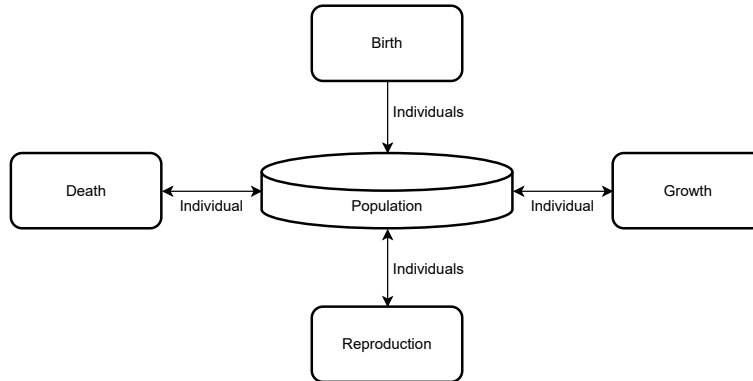 Birth
Individuals
Death
Individual
Population
Individual
Growth
Individuals
Reproduction